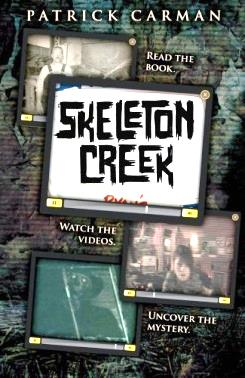 PATRICK CARMAN
READ THE
BOOK.
SKELETON
CREEK
WATCH THE
VIDEOS.
UNCOVER THE
MYSTERY.